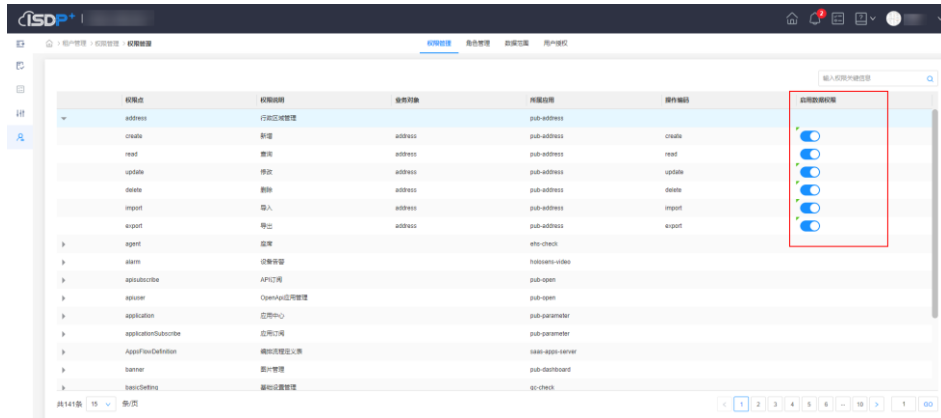 iSDP+ |
2
租户管理 > 权限管理 > 权限管理
权限管理 角色管理 数据范围 用户授权
输入权限关键信息
权限点 权限说明 业务对象 所属应用 操作编码 启用数据权限
address 行政区域管理 pub-address
create 新增 address pub-address create
read 查询 address pub-address read
update 修改 address pub-address update
delete 删除 address pub-address delete
import 导入 address pub-address import
export 导出 address pub-address export
agent 座席 eho-check
alarm 设备告警 holosens-video
apisubscribe API订阅 pub-open
apiuser OpenApi应用管理 pub-open
application 应用中心 pub-parameter
applicationSubscribe 应用订阅 pub-parameter
AppsFlowDefinition 编排流程定义表 saas-apps-server
banner 图片管理 pub-dashboard
basicSetting 基础设置管理 qc-check
共141条 15 条/页 1 2 3 4 5 6 ... 10 1 GO